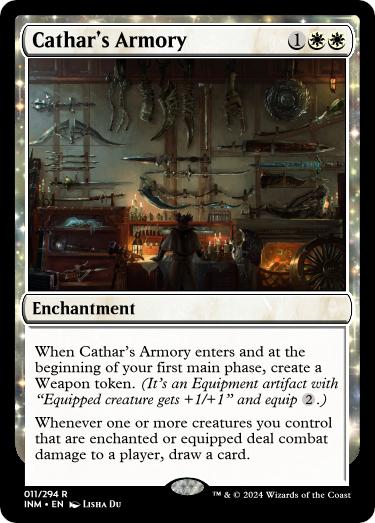 Cathar's Armory 1
Enchantment
When Cathar's Armory enters and at the
beginning of your first main phase, create a
Weapon token. (It's an Equipment artifact with
“Equipped creature gets +1/+1” and equip 2.)
Whenever one or more creatures you control
that are enchanted or equipped deal combat
damage to a player, draw a card.
011/294 R
INM • EN Lisha Du
™ & © 2024 Wizards of the Coast